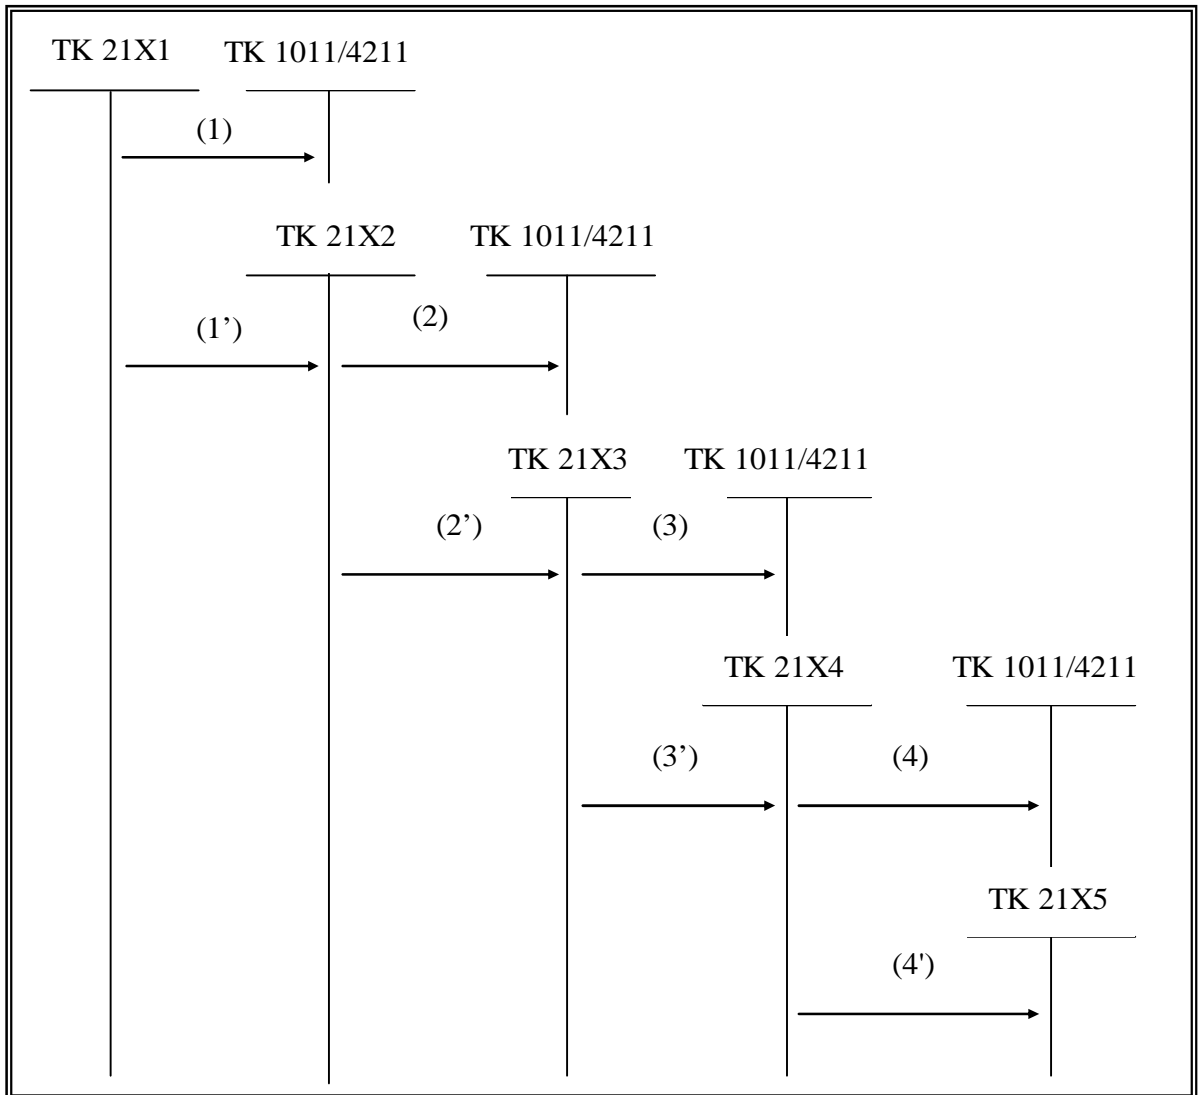 TK 21X1 TK 1011/4211
(1)
TK 21X2 TK 1011/4211
(1’) (2)
TK 21X3 TK 1011/4211
(2’) (3)
TK 21X4 TK 1011/4211
(3’) (4)
TK 21X5
(4')